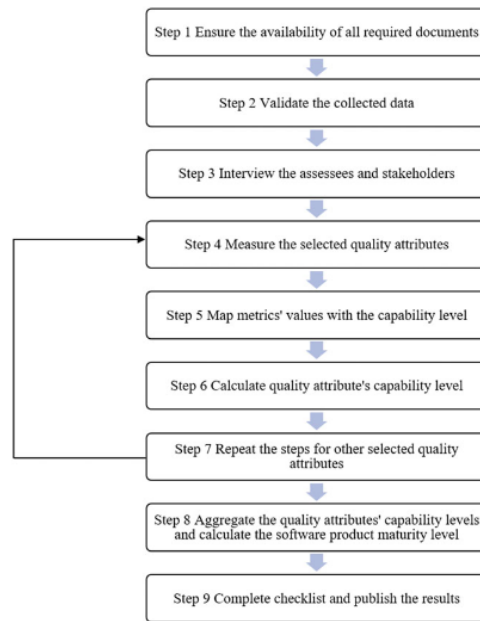 Step 1 Ensure the availability of all required documents
Step 2 Validate the collected data
Step 3 Interview the assessees and stakeholders
Step 4 Measure the selected quality attributes
Step 5 Map metrics' values with the capability level
Step 6 Calculate quality attribute's capability level
Step 7 Repeat the steps for other selected quality
attributes
Step 8 Aggregate the quality attributes' capability levels
and calculate the software product maturity level
Step 9 Complete checklist and publish the results